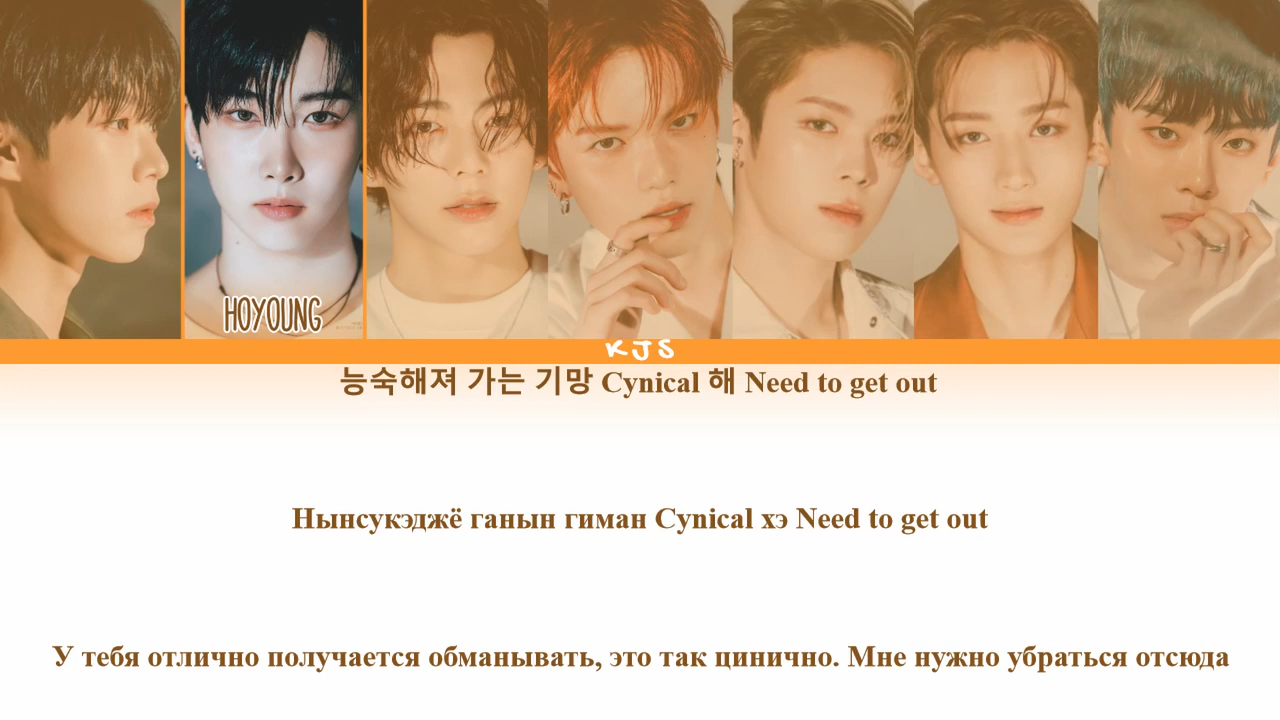 HOYOUNG
KJS
능숙해져 가는 기망 Cynical 해 Need to get out
Нынсукэджё ганын гиман Cynical хэ Need to get out
У тебя отлично получается обманывать, это так цинично. Мне нужно убраться отсюда